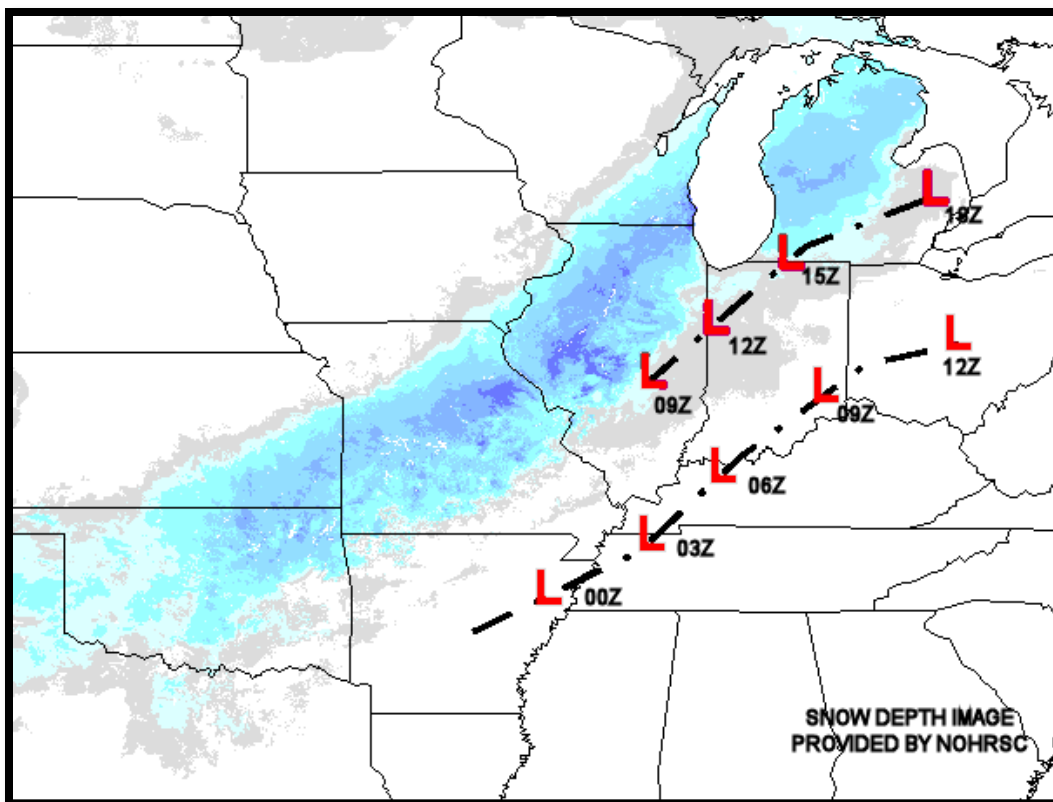 L
18Z
L
15Z
L
12Z
L
12Z
L
09Z
L
09Z
L
06Z
L
03Z
L
00Z
SNOW DEPTH IMAGE
PROVIDED BY NOHRSC